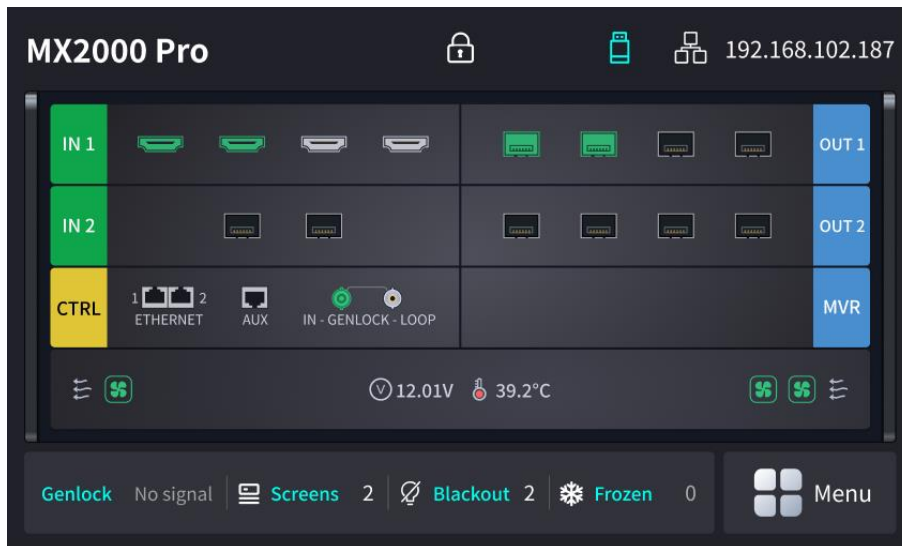 MX2000 Pro 192.168.102.187
IN 1 OUT 1
IN 2 OUT 2
CTRL 1 2 MVR
ETHERNET AUX IN - GENLOCK - LOOP
12.01V 39.2°C
Genlock No signal Screens 2 Blackout 2 Frozen 0 Menu